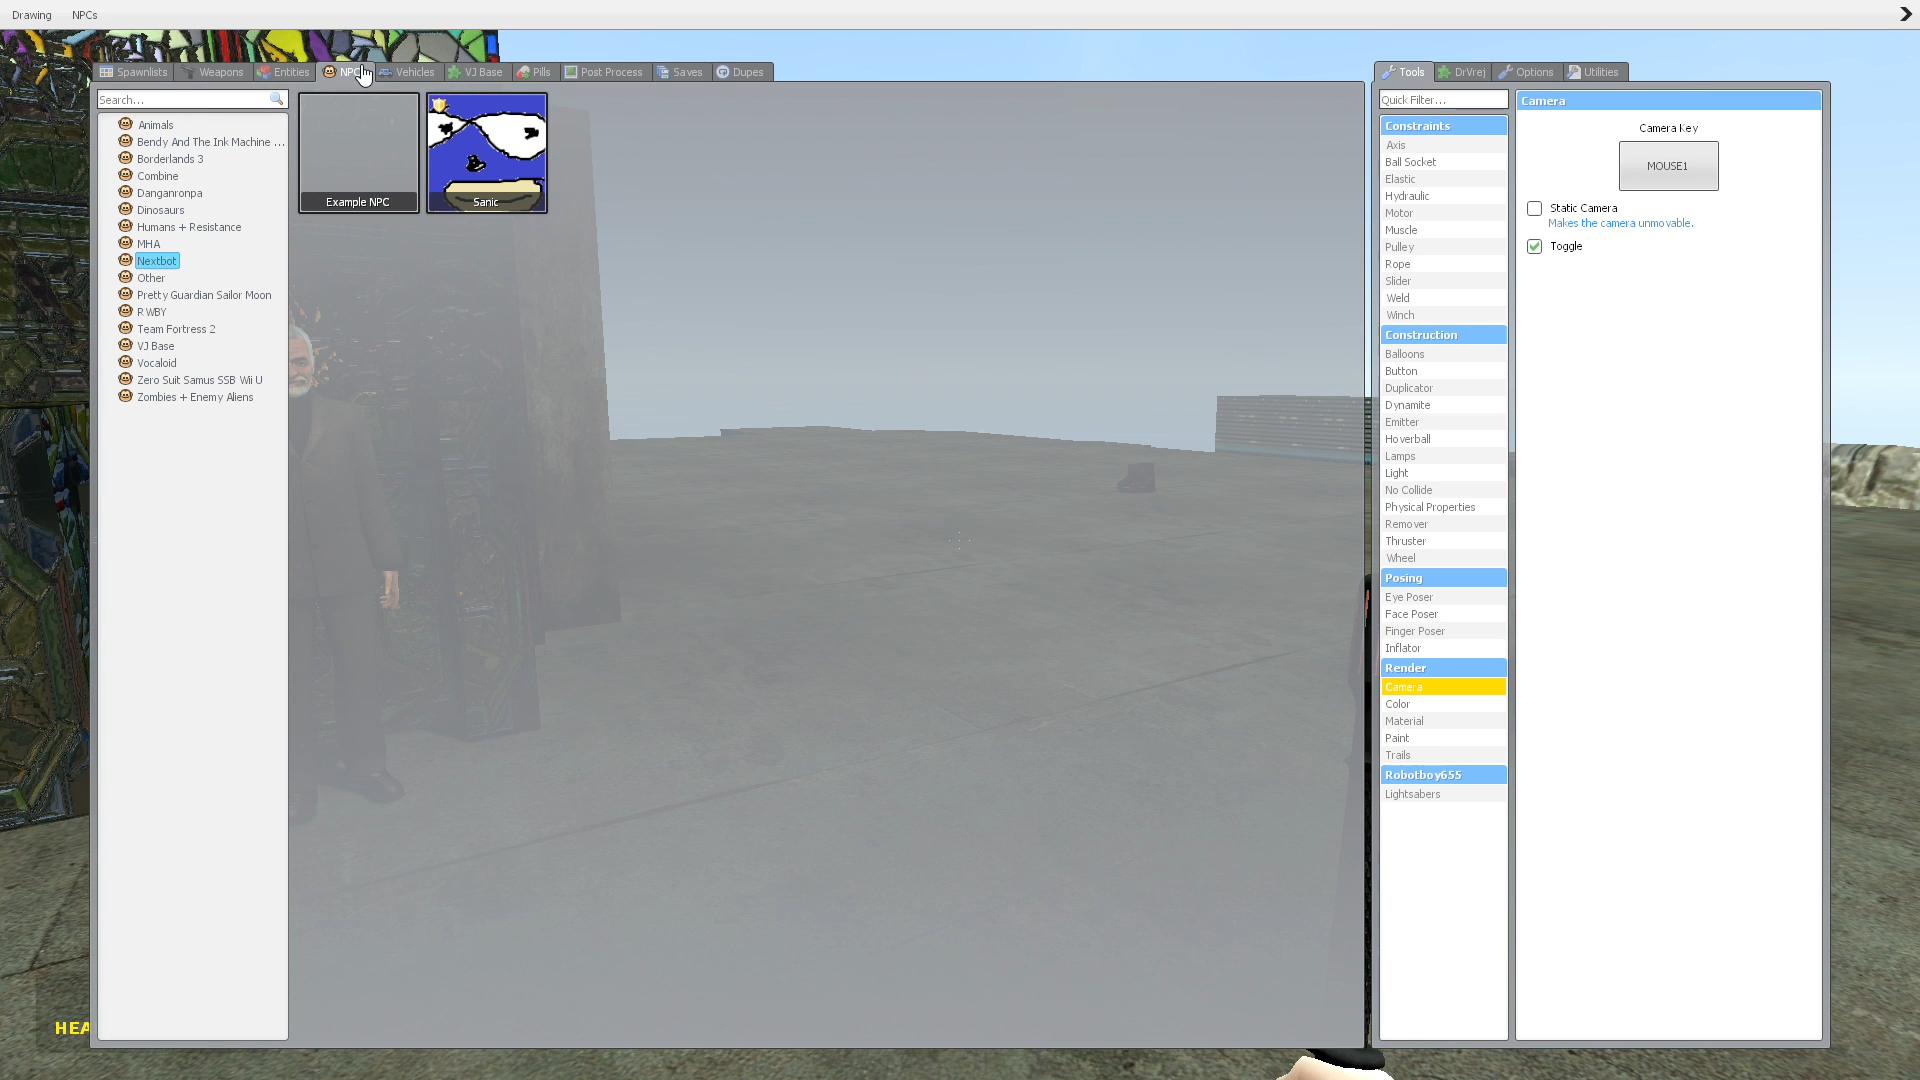 Drawing NPCs
Spawnlists Weapons Entities NPC Vehicles VJ Base Pills Post Process Saves Dupes
Search...
Animals
Bendy And The Ink Machine ...
Borderlands 3
Combine
Danganronpa
Dinosaurs
Humans + Resistance
MHA
Nextbot
Other
Pretty Guardian Sailor Moon
RWBY
Team Fortress 2
VJ Base
Vocaloid
Zero Suit Samus SSB Wii U
Zombies + Enemy Aliens
Example NPC
Sanic
HEA
Tools DrVrej Options Utilities
Quick Filter...
Constraints
Axis
Ball Socket
Elastic
Hydraulic
Motor
Muscle
Pulley
Rope
Slider
Weld
Winch
Construction
Balloons
Button
Duplicator
Dynamite
Emitter
Hoverball
Lamps
Light
No Collide
Physical Properties
Remover
Thruster
Wheel
Posing
Eye Poser
Face Poser
Finger Poser
Inflator
Render
Camera
Color
Material
Paint
Trails
Robotboy655
Lightsabers
Camera
Camera Key
MOUSE1
Static Camera
Makes the camera unmovable.
Toggle